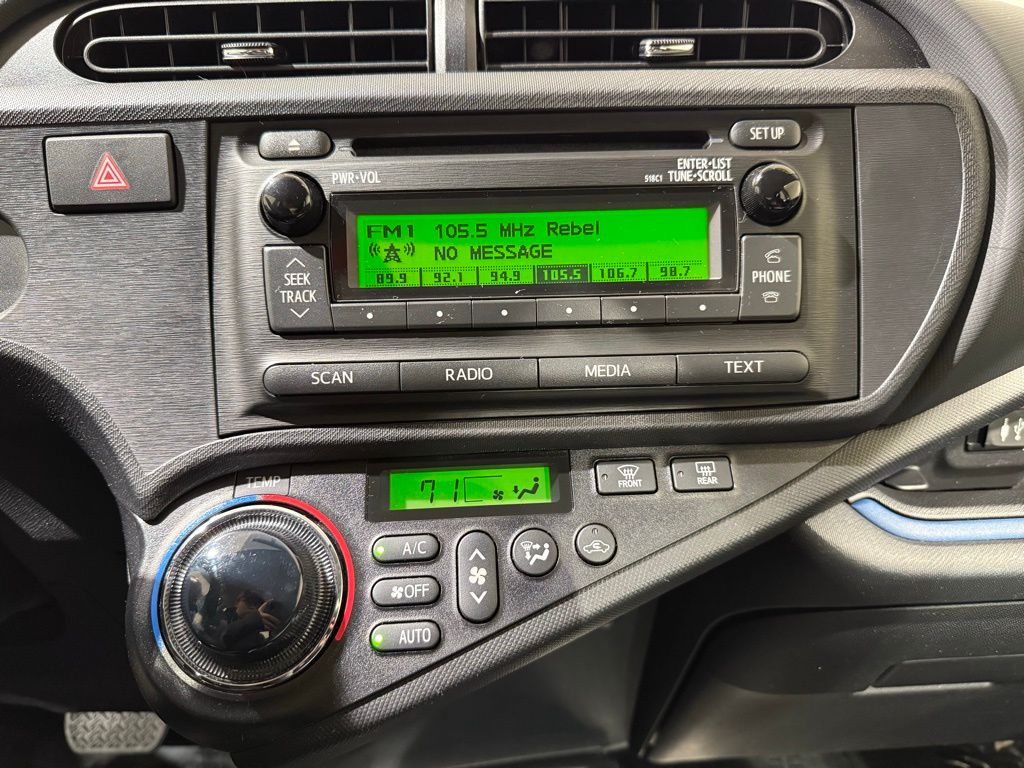 SET UP
PWR•VOL
ENTER•LIST
518C1 TUNE•SCROLL
FM1 105.5 MHz Rebel
NO MESSAGE
89.9 92.1 94.9 105.5 106.7 98.7
SEEK
TRACK
PHONE
SCAN RADIO MEDIA TEXT
TEMP
71
FRONT
REAR
A/C
OFF
AUTO